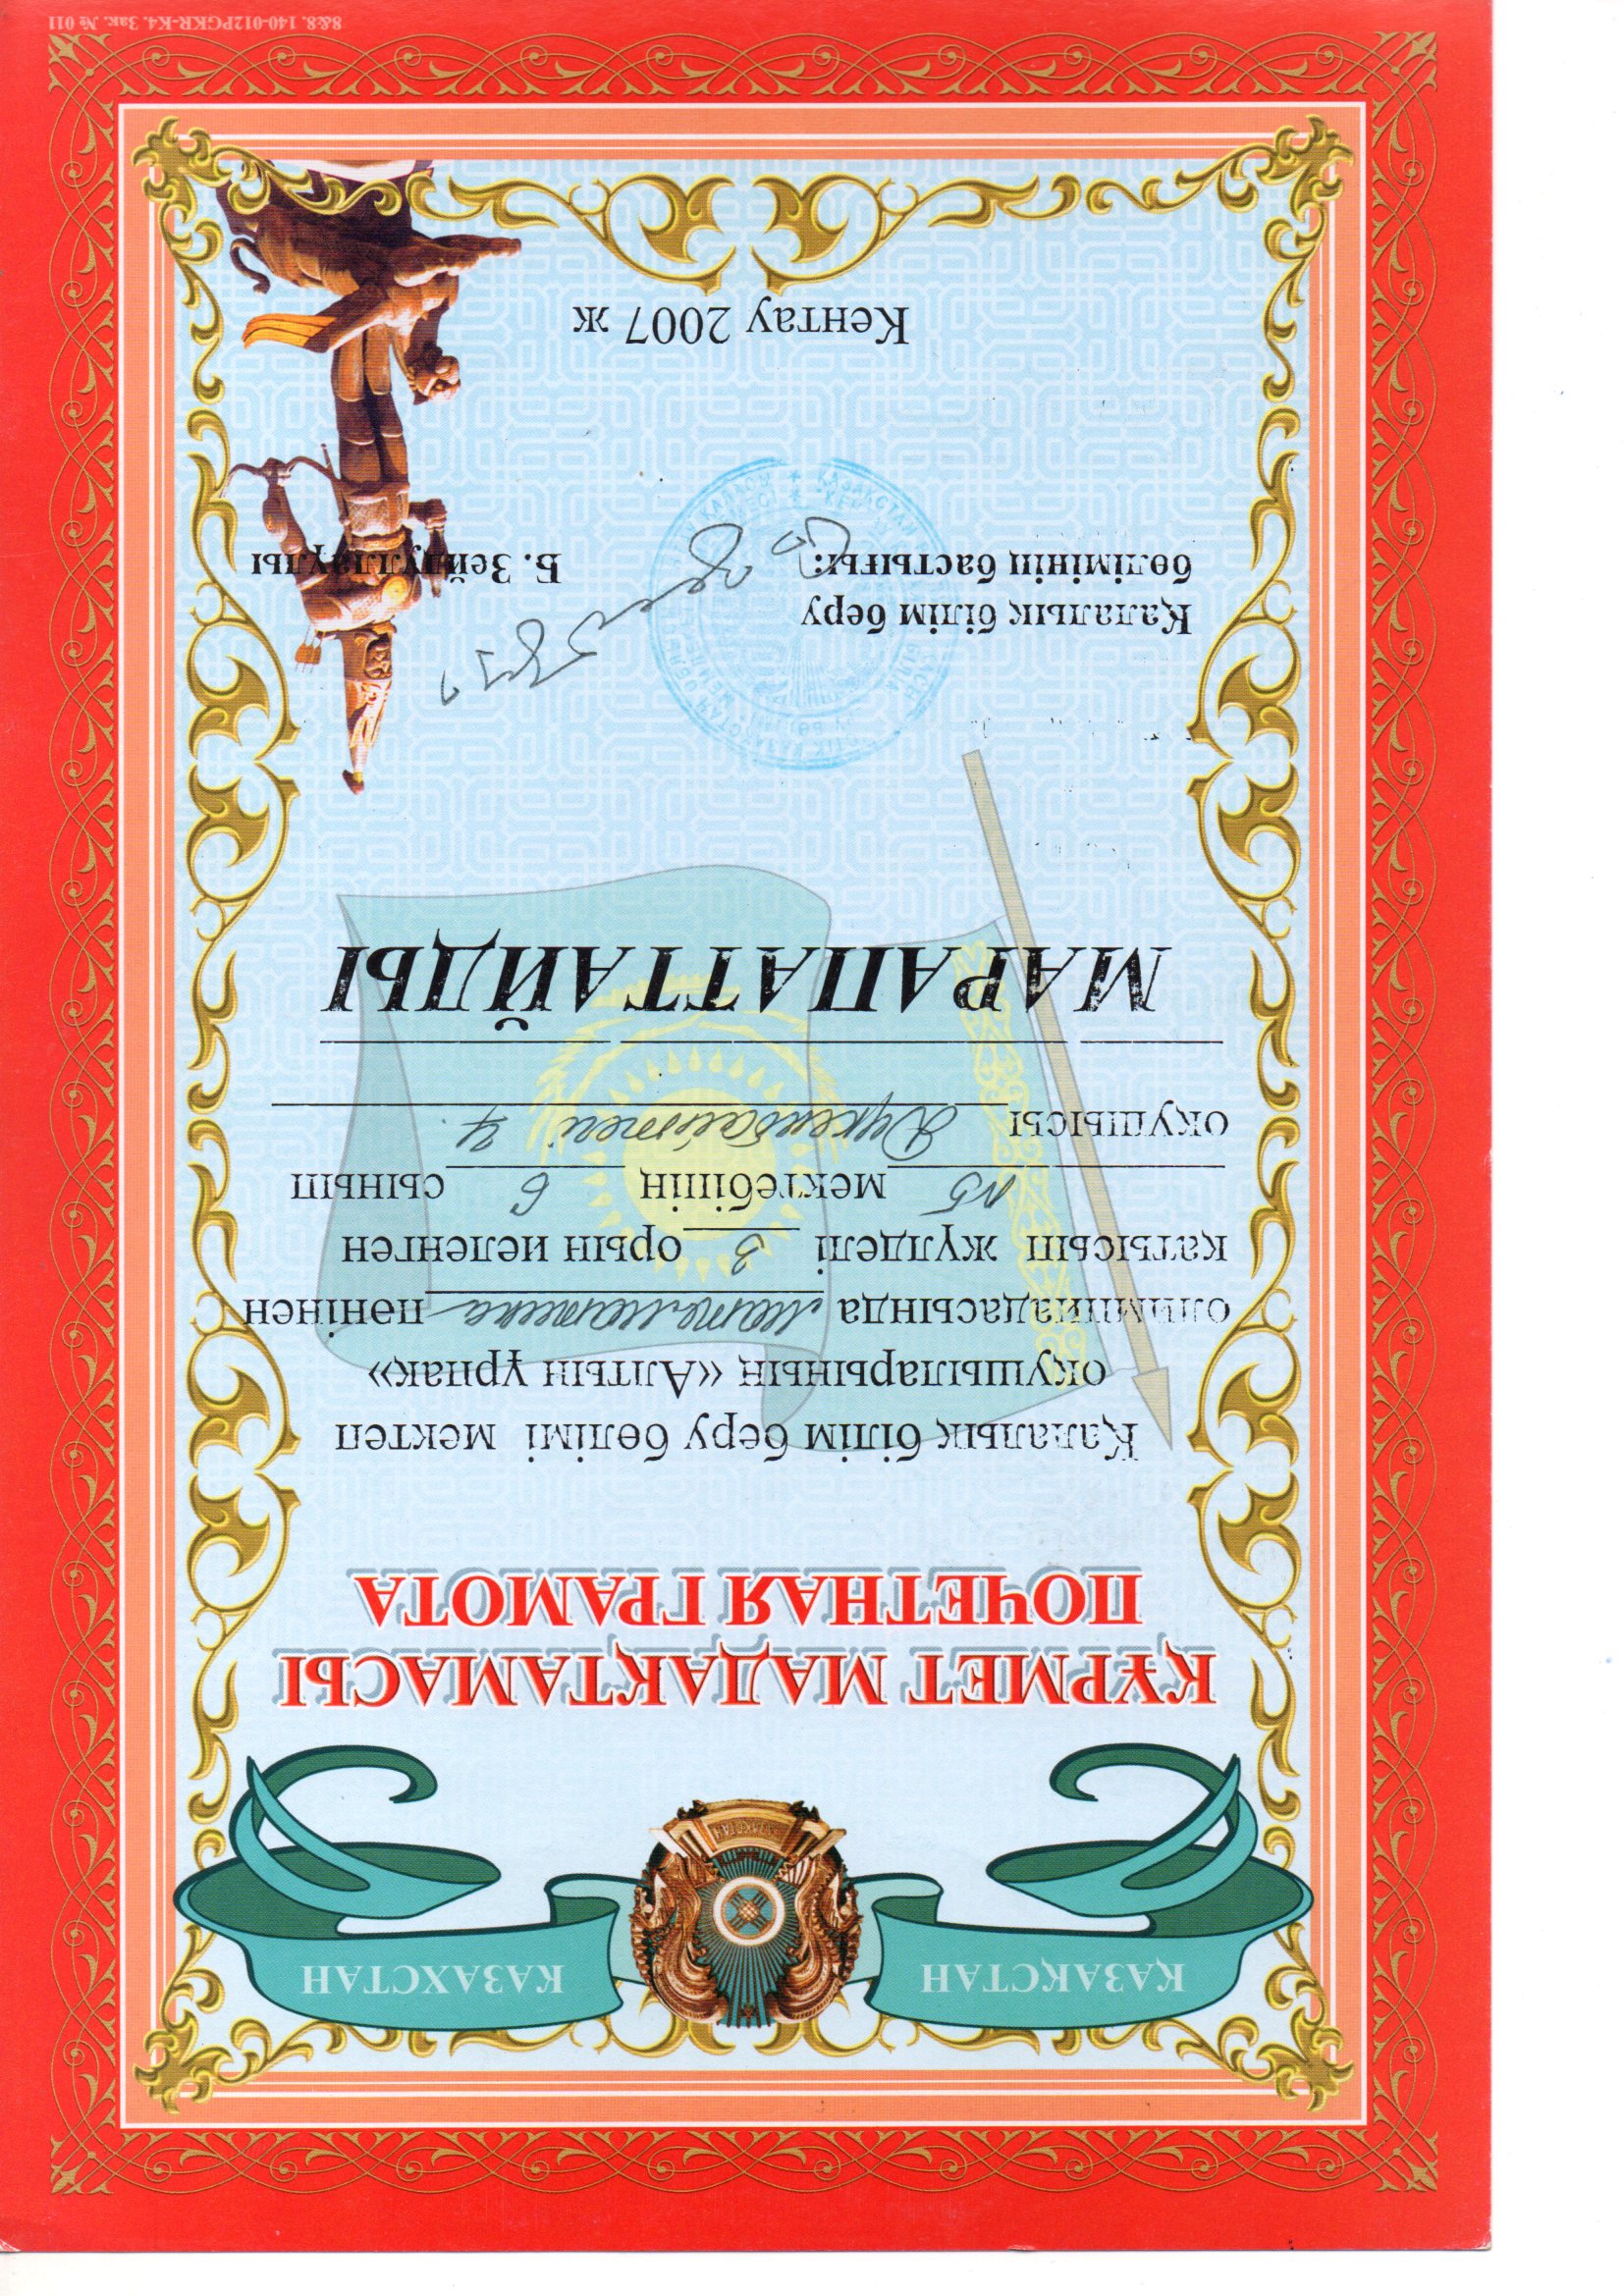 ҚАЗАҚСТАН
КАЗАХСТАН
ҚҰРМЕТ МАДАҚТАМАСЫ
ПОЧЕТНАЯ ГРАМОТА
Қалалық білім беру бөлімі мектеп
оқушыларының «Алтын ұрпақ»
олимпиадасында математика пәнінен
қатысып жүлделі 3 орын иеленген
№5 мектебінің 6 сынып
оқушысы
МАРАПАТТАЙДЫ
Қалалық білім беру
бөлімінің бастығы:
Б. Зейдуллаұлы
Кентау 2007 ж
8&8. 140-012PGKR-K4. Зак. № 011